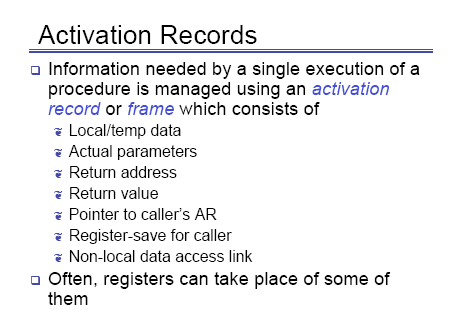 Activation Records
Information needed by a single execution of a
procedure is managed using an activation
record or frame which consists of
Local/temp data
Actual parameters
Return address
Return value
Pointer to caller's AR
Register-save for caller
Non-local data access link
Often, registers can take place of some of
them